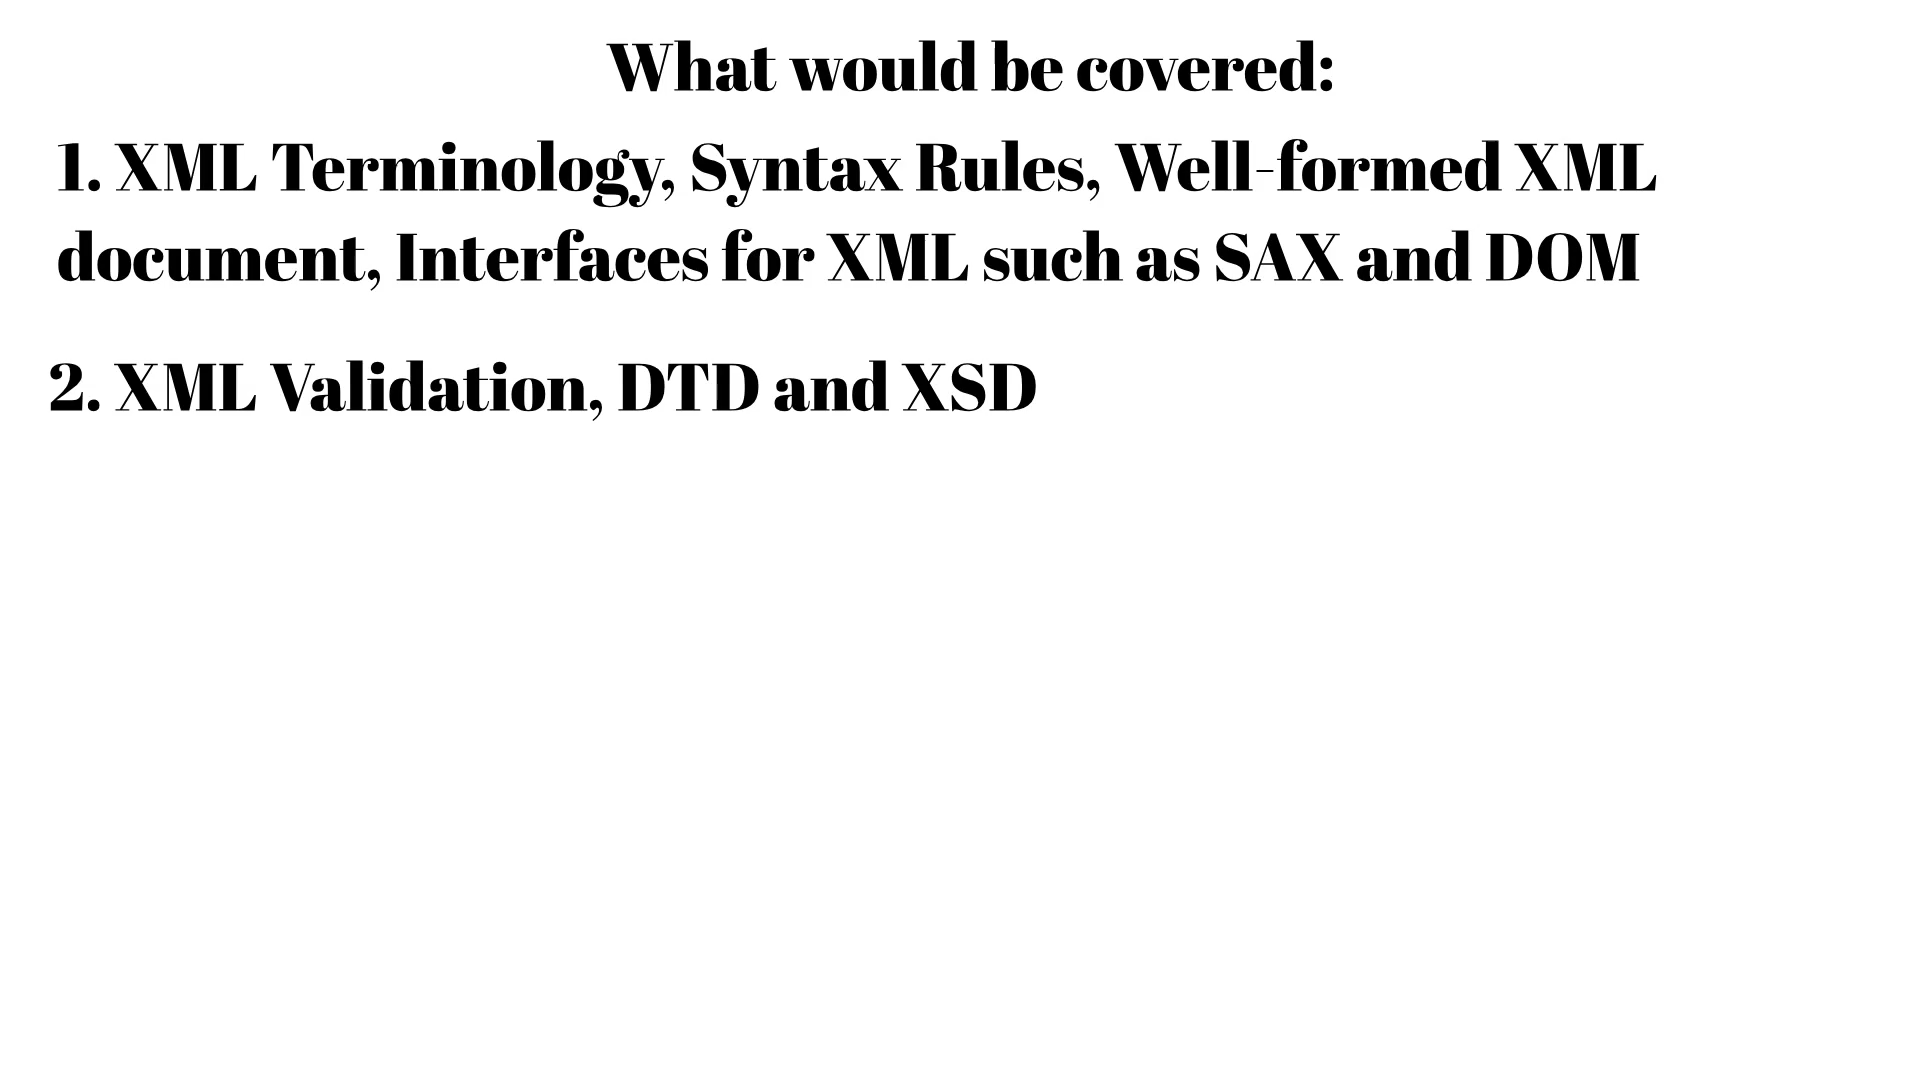 What would be covered:
1. XML Terminology, Syntax Rules, Well-formed XML
document, Interfaces for XML such as SAX and DOM
2. XML Validation, DTD and XSD